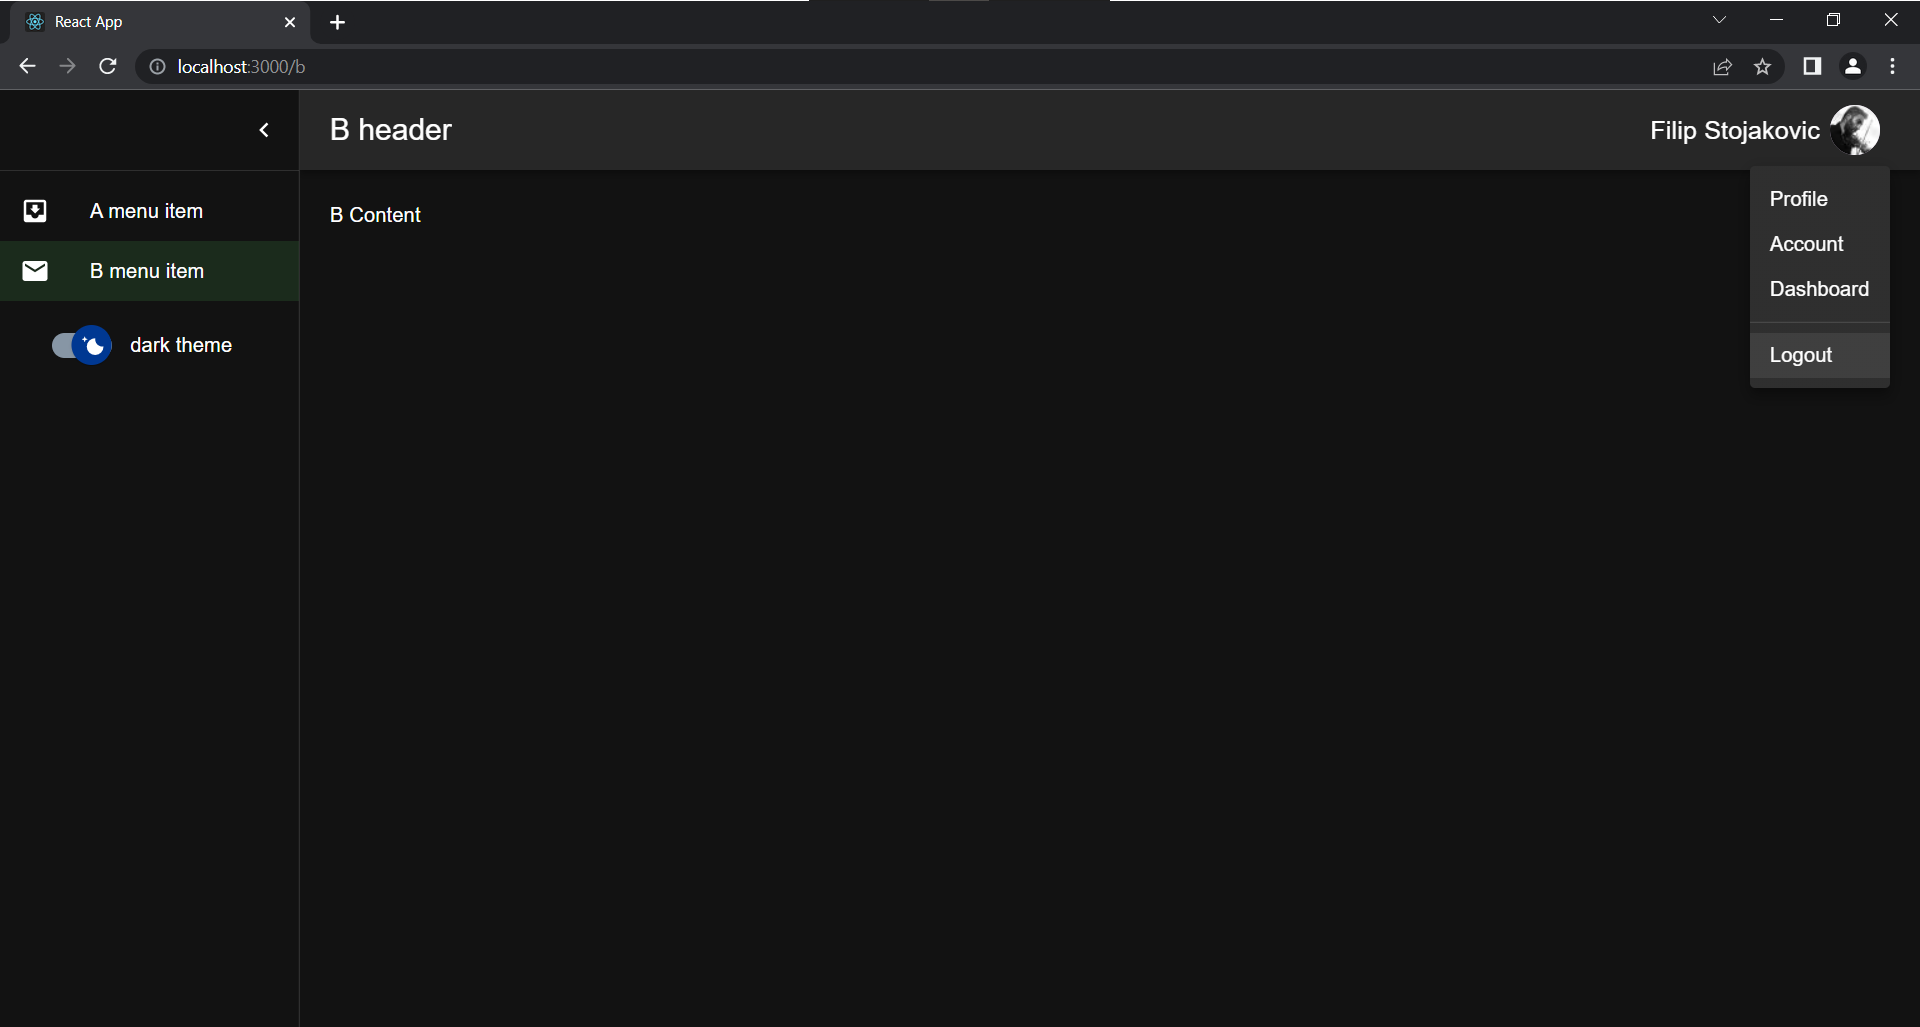 React App
localhost:3000/b
B header
Filip Stojakovic
A menu item
B menu item
dark theme
B Content
Profile
Account
Dashboard
Logout